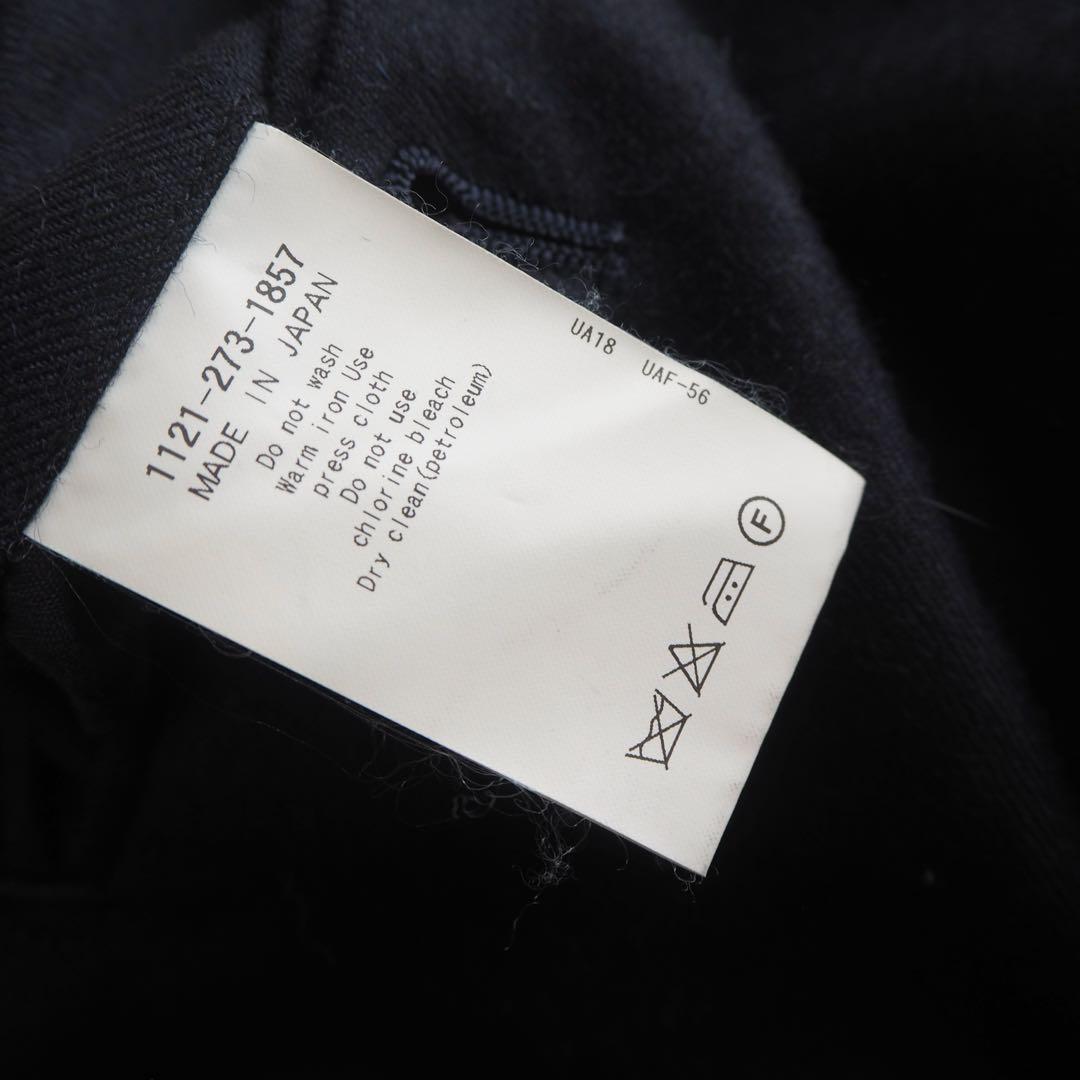 1121-273-1857
MADE IN JAPAN
Do not wash
Warm iron Use
press cloth
Do not use
chlorine bleach
Dry clean(petroleum)
UA18 UAF-56
F